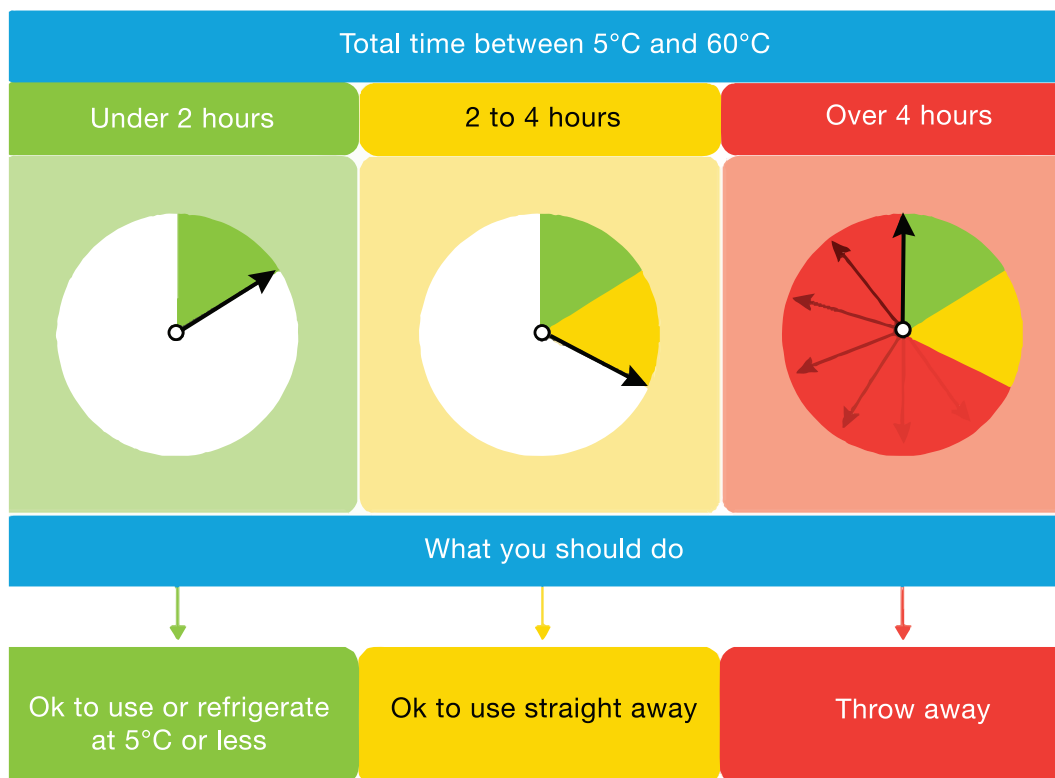 Total time between 5°C and 60°C
Under 2 hours
2 to 4 hours
Over 4 hours
What you should do
Ok to use or refrigerate
at 5°C or less
Ok to use straight away
Throw away